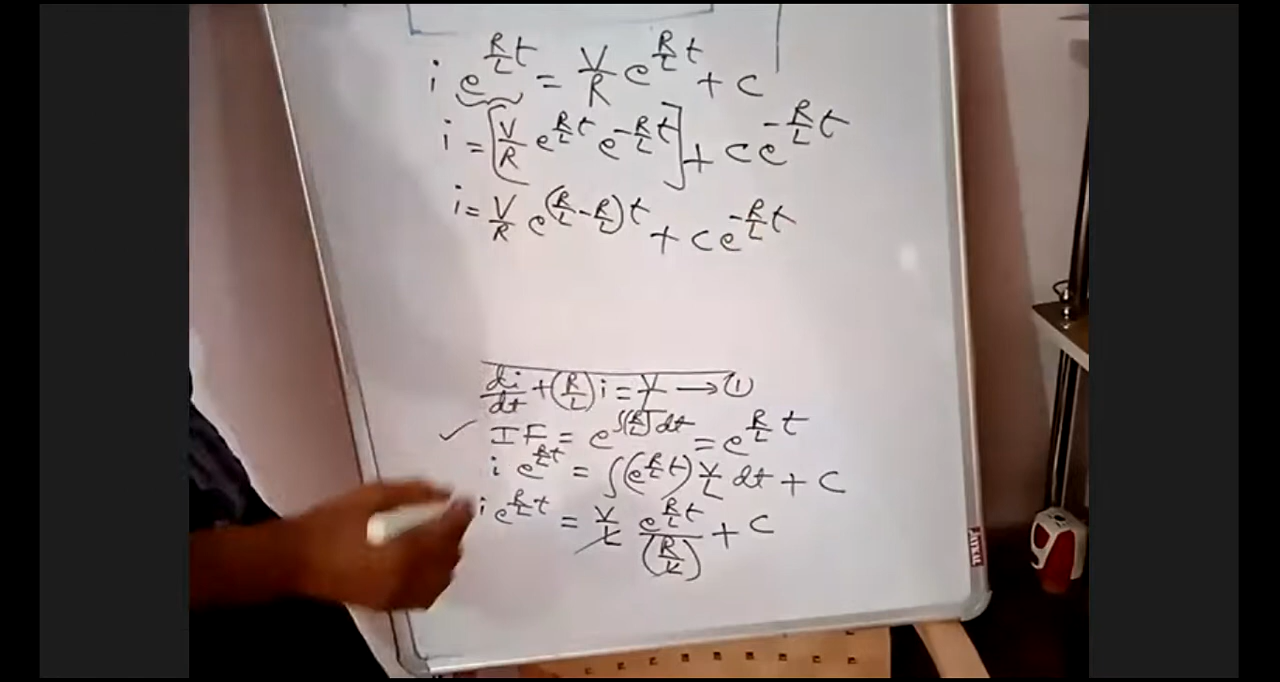 i e^{R/L t} = V/R e^{R/L t} + C
i = [V/R e^{R/L t} e^{-R/L t}] + C e^{-R/L t}
i = V/R e^{(R/L - R/L) t} + C e^{-R/L t}
di/dt + (R/L) i = V/L → ①
✓ IF = e^{∫(R/L) dt} = e^{R/L t}
i e^{R/L t} = ∫(e^{R/L t}) V/L dt + C
i e^{R/L t} = V/L e^{R/L t}/(R/L) + C